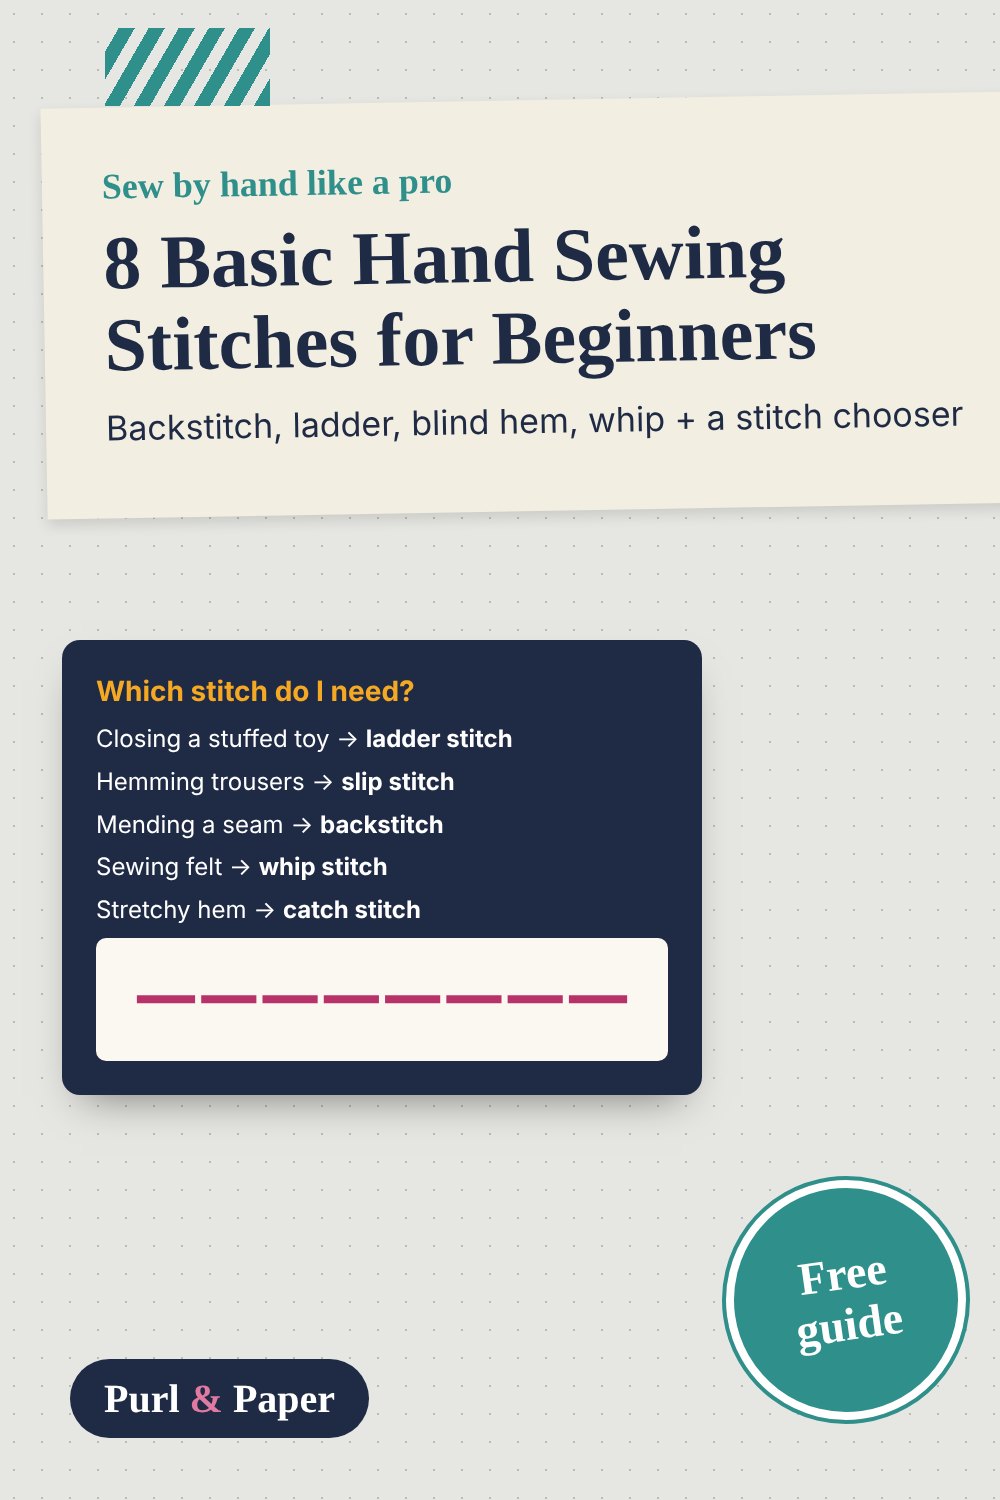 Sew by hand like a pro
8 Basic Hand Sewing
Stitches for Beginners
Backstitch, ladder, blind hem, whip + a stitch chooser
Which stitch do I need?
Closing a stuffed toy → ladder stitch
Hemming trousers → slip stitch
Mending a seam → backstitch
Sewing felt → whip stitch
Stretchy hem → catch stitch
Free
guide
Purl & Paper